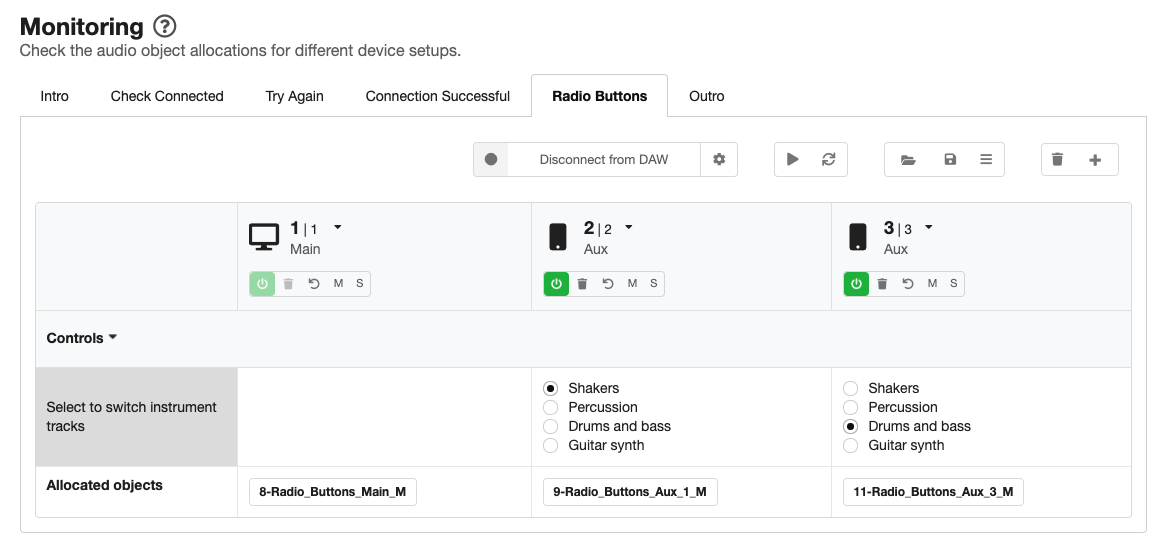 Monitoring ?
Check the audio object allocations for different device setups.
Intro
Check Connected
Try Again
Connection Successful
Radio Buttons
Outro
Disconnect from DAW
1 | 1
Main
M S
2 | 2
Aux
M S
3 | 3
Aux
M S
Controls
Select to switch instrument
tracks
Shakers
Percussion
Drums and bass
Guitar synth
Shakers
Percussion
Drums and bass
Guitar synth
Allocated objects
8-Radio_Buttons_Main_M
9-Radio_Buttons_Aux_1_M
11-Radio_Buttons_Aux_3_M